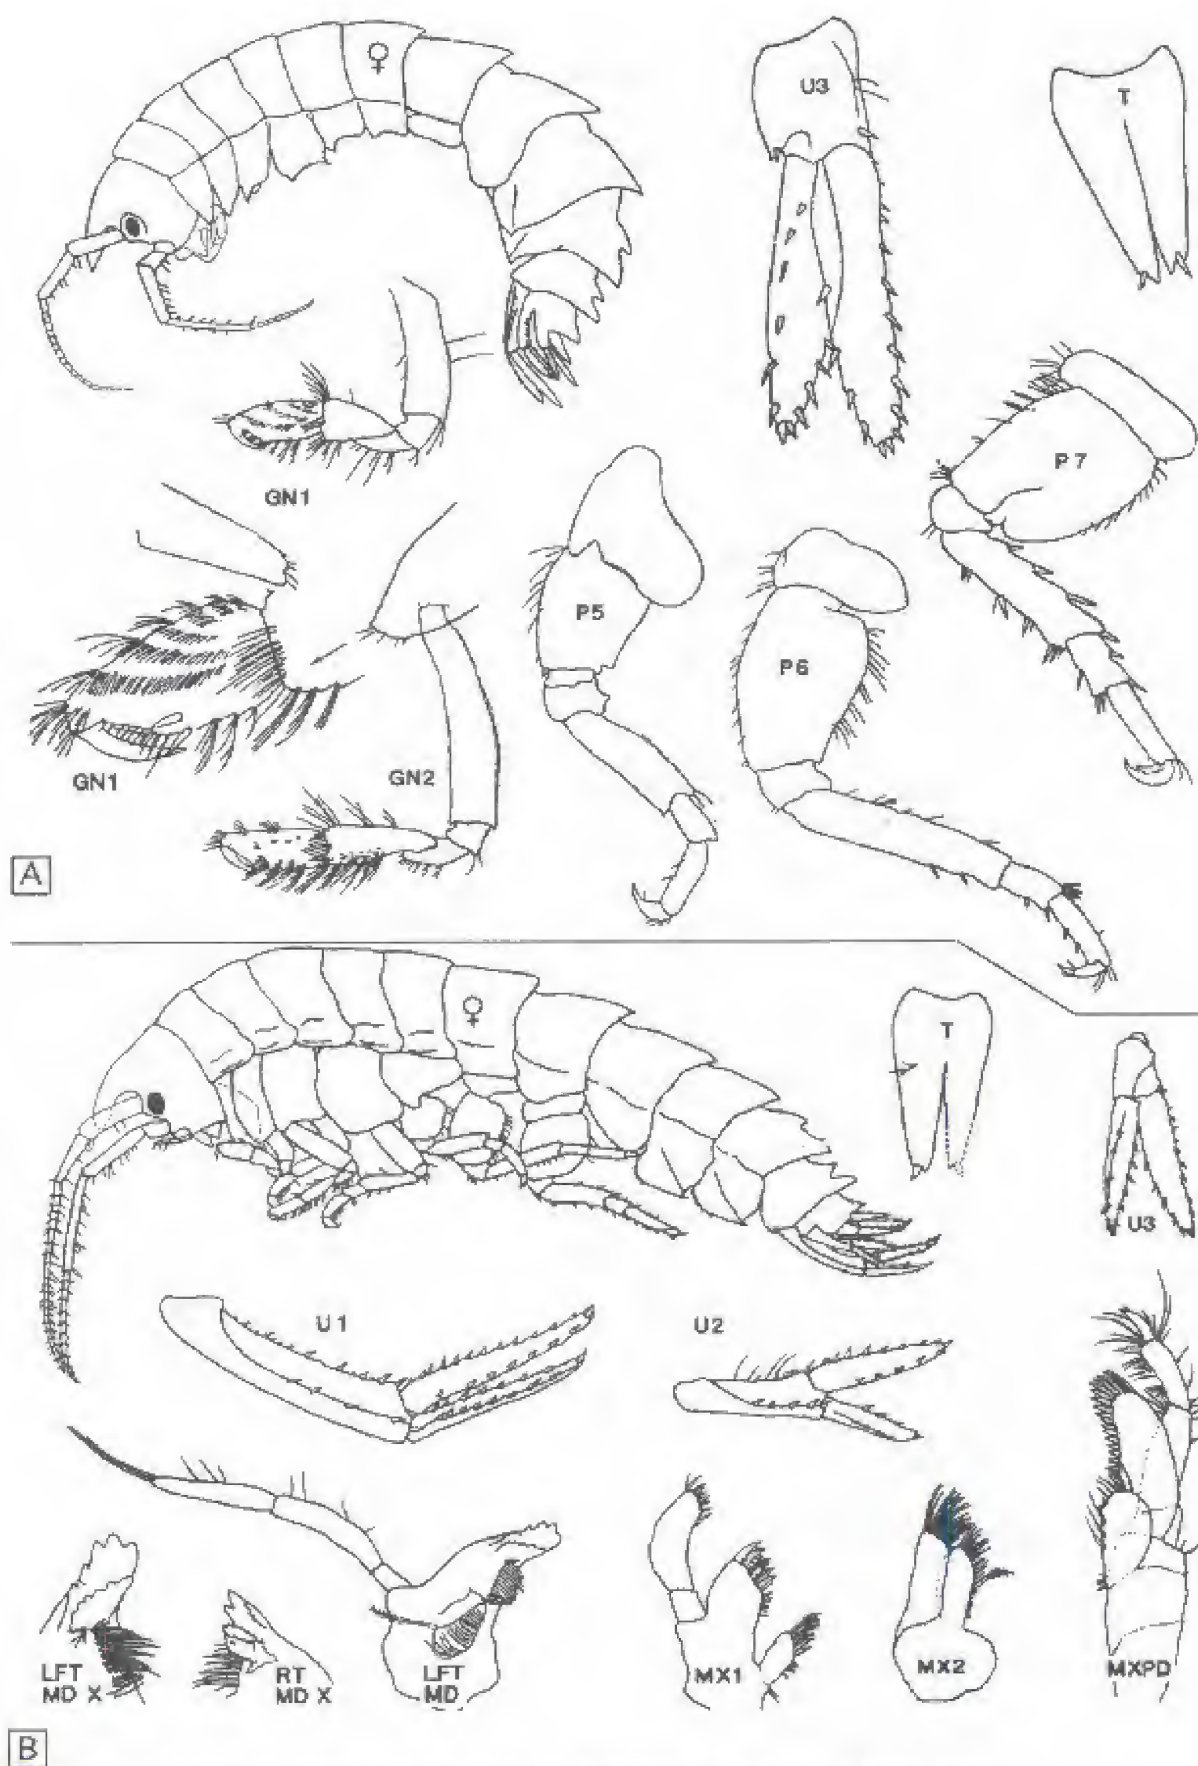 ♀
U3
T
GN1
P7
P5
P6
GN1
GN2
A
♀
T
U3
U1
U2
LFT
MD X
RT
MD X
LFT
MD
MX1
MX2
MXPD
B